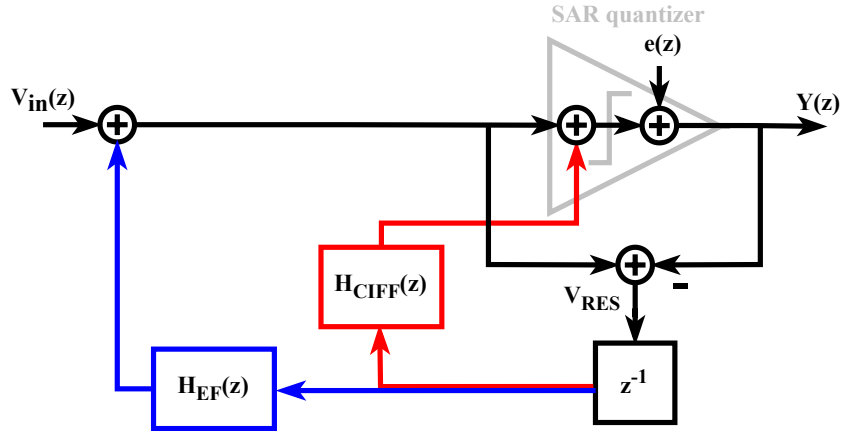 SAR quantizer
e(z)
Vin(z)
Y(z)
HCIFF(z)
VRES
-
HEF(z)
z-1